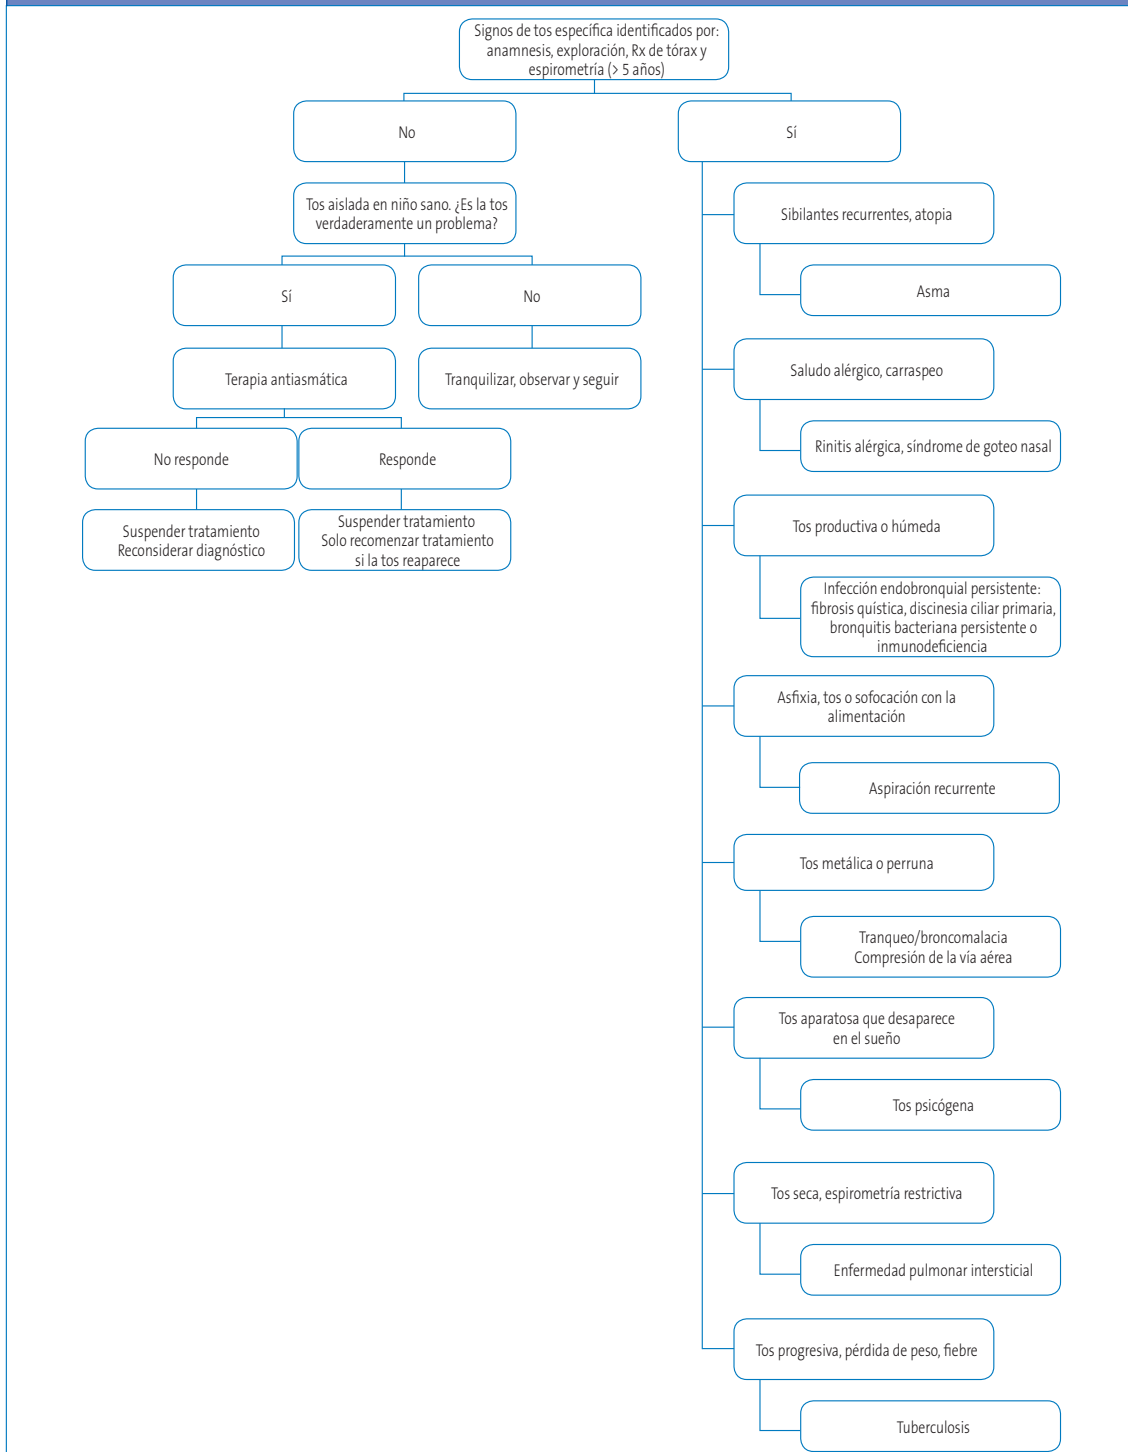 Signos de tos específica identificados por:
anamnesis, exploración, Rx de tórax y
espirometría (> 5 años)
No
Sí
Tos aislada en niño sano. ¿Es la tos
verdaderamente un problema?
Sí
No
Terapia antiasmática
Tranquilizar, observar y seguir
No responde
Responde
Suspender tratamiento
Reconsiderar diagnóstico
Suspender tratamiento
Solo recomenzar tratamiento
si la tos reaparece
Sibilantes recurrentes, atopia
Asma
Saludo alérgico, carraspeo
Rinitis alérgica, síndrome de goteo nasal
Tos productiva o húmeda
Infección endobronquial persistente:
fibrosis quística, discinesia ciliar primaria,
bronquitis bacteriana persistente o
inmunodeficiencia
Asfixia, tos o sofocación con la
alimentación
Aspiración recurrente
Tos metálica o perruna
Tranqueo/broncomalacia
Compresión de la vía aérea
Tos aparatosa que desaparece
en el sueño
Tos psicógena
Tos seca, espirometría restrictiva
Enfermedad pulmonar intersticial
Tos progresiva, pérdida de peso, fiebre
Tuberculosis